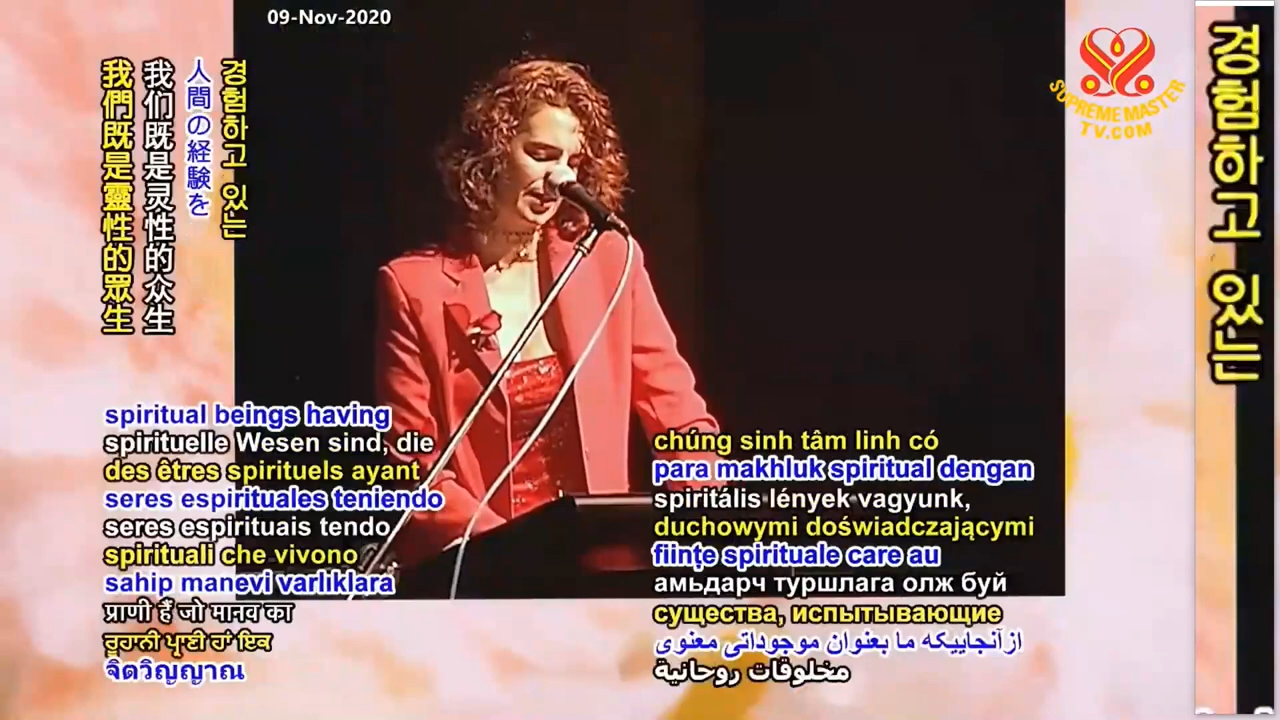 09-Nov-2020
SUPREME MASTER
TV.COM
경험하고 있는
人間の経験を
我们既是灵性的众生
我們既是靈性的眾生
경험하고 있는
spiritual beings having
spirituelle Wesen sind, die
des êtres spirituels ayant
seres espirituales teniendo
seres espirituais tendo
spirituali che vivono
sahip manevi varlıklara
प्राणी हैं जो मानव का
ਰੂਹਾਨੀ ਪ੍ਰਾਣੀ ਹਾਂ ਇਕ
จิตวิญญาณ
chúng sinh tâm linh có
para makhluk spiritual dengan
spiritális lények vagyunk,
duchowymi doświadczającymi
ființe spirituale care au
амьдарч туршлага олж буй
существа, испытывающие
ازآنجاییکه ما بعنوان موجوداتی معنوی
مخلوقات روحانية